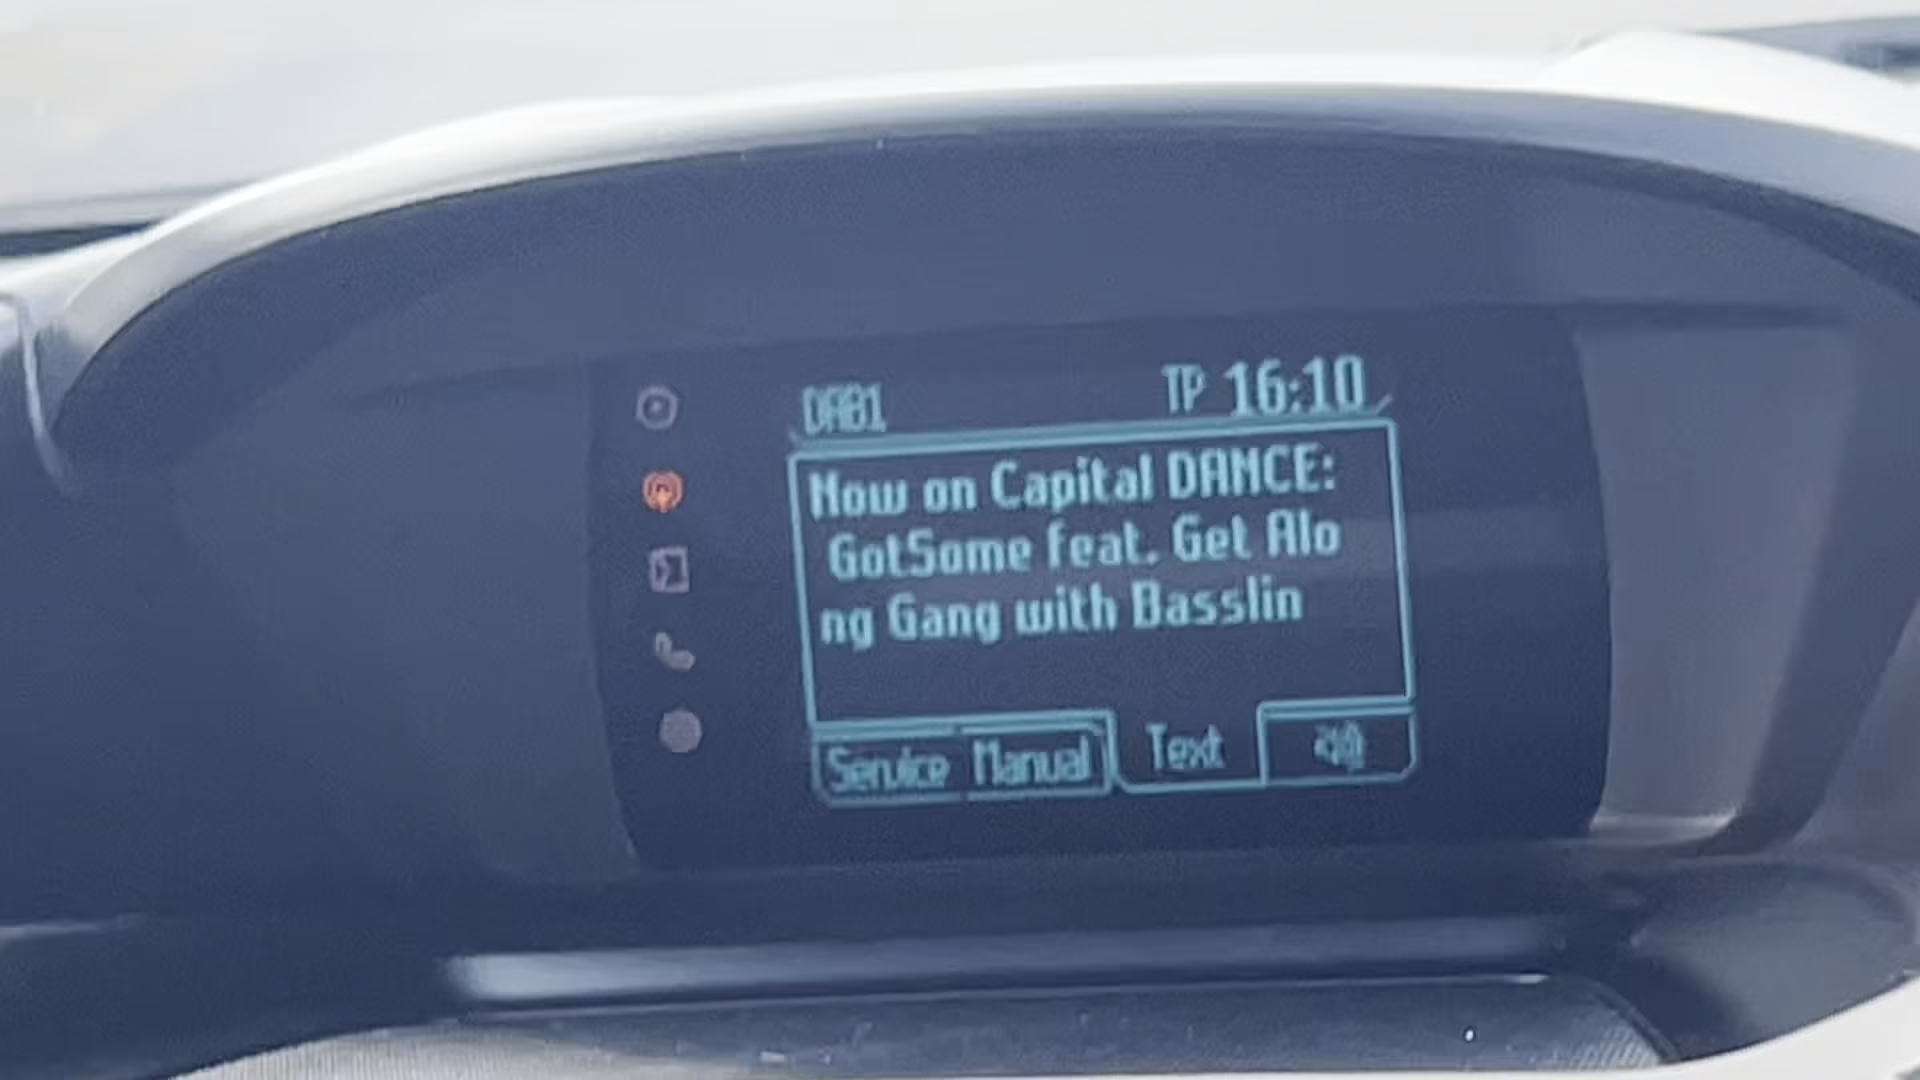 DAB1 TP 16:10
Now on Capital DANCE:
GotSome feat. Get Alo
ng Gang with Basslin
Service Manual Text